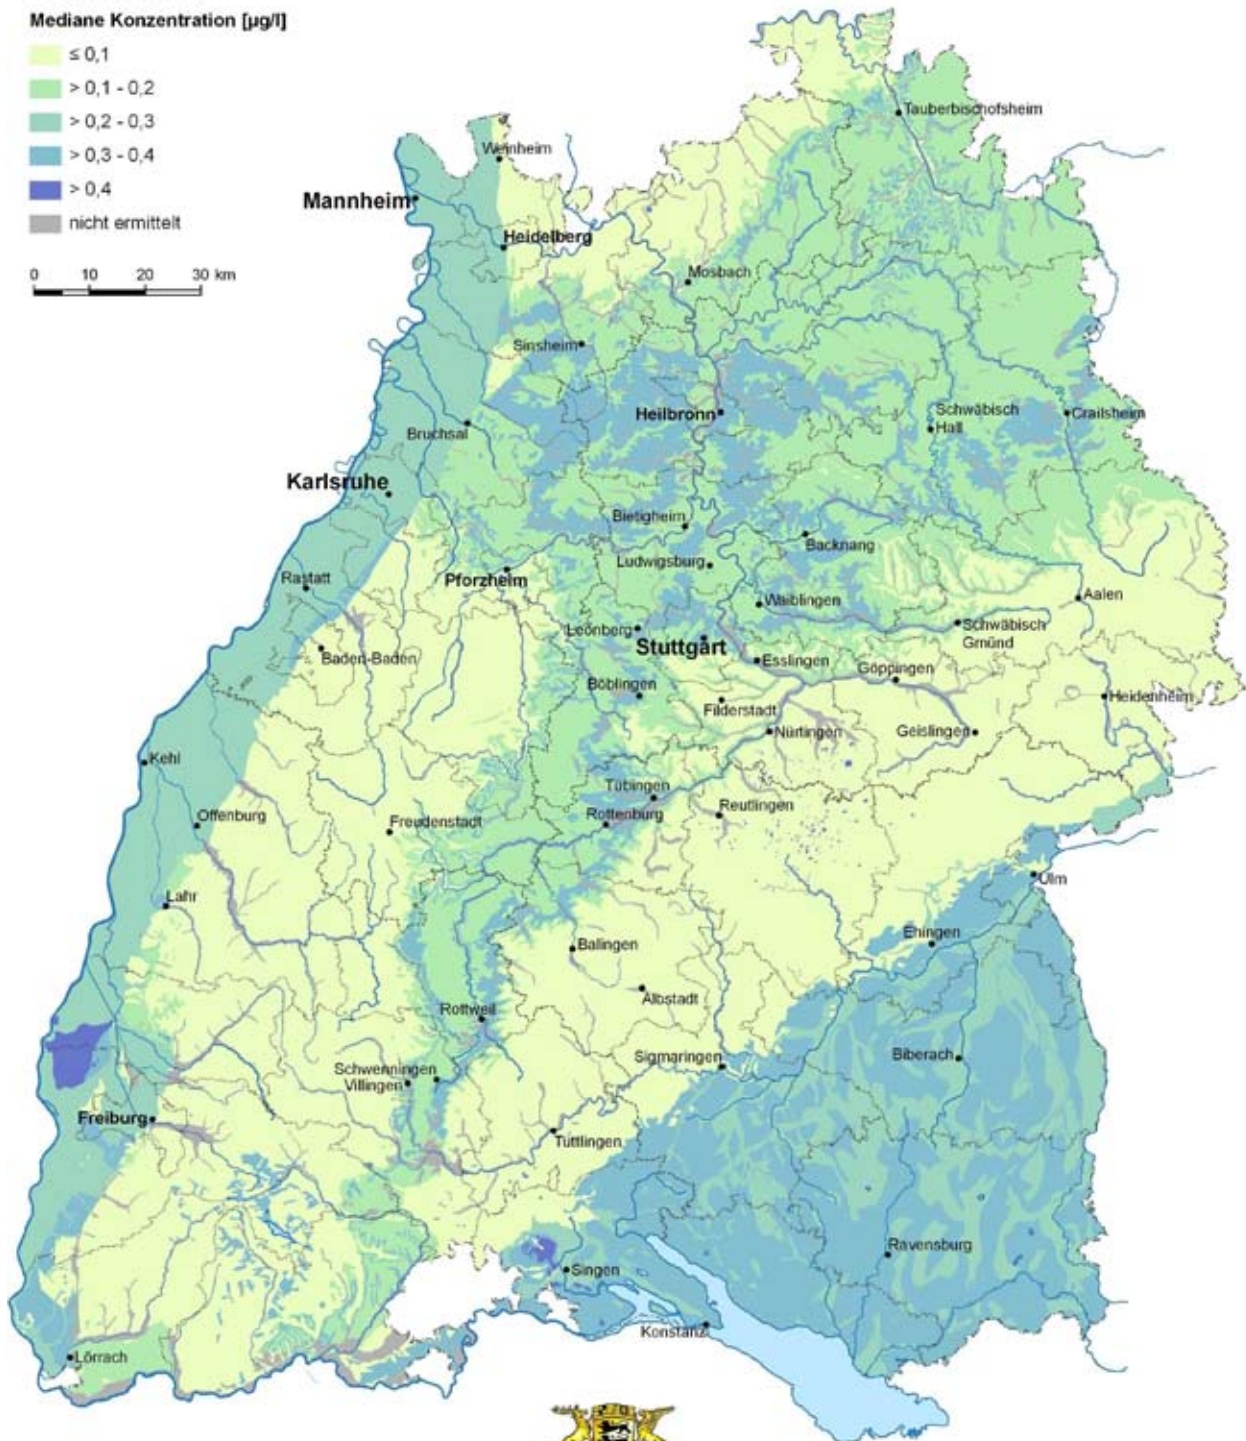 Mediane Konzentration [µg/l]
≤ 0,1
> 0,1 - 0,2
> 0,2 - 0,3
> 0,3 - 0,4
> 0,4
nicht ermittelt
0 10 20 30 km
Tauberbischofsheim
Weinheim
Mannheim
Heidelberg
Mosbach
Sinsheim
Heilbronn
Schwäbisch
Hall
Crailsheim
Bruchsal
Karlsruhe
Bietigheim
Backnang
Ludwigsburg
Pforzheim
Rastatt
Waiblingen
Aalen
Leonberg
Schwäbisch
Gmünd
Stuttgart
Baden-Baden
Esslingen
Göppingen
Böblingen
Heidenheim
Filderstadt
Nürtingen
Geislingen
Kehl
Tübingen
Reutlingen
Offenburg
Freudenstadt
Rottenburg
Ulm
Lahr
Ehingen
Balingen
Albstadt
Rottweil
Sigmaringen
Biberach
Schwenningen
Villingen
Freiburg
Tuttlingen
Ravensburg
Singen
Konstanz
Lörrach